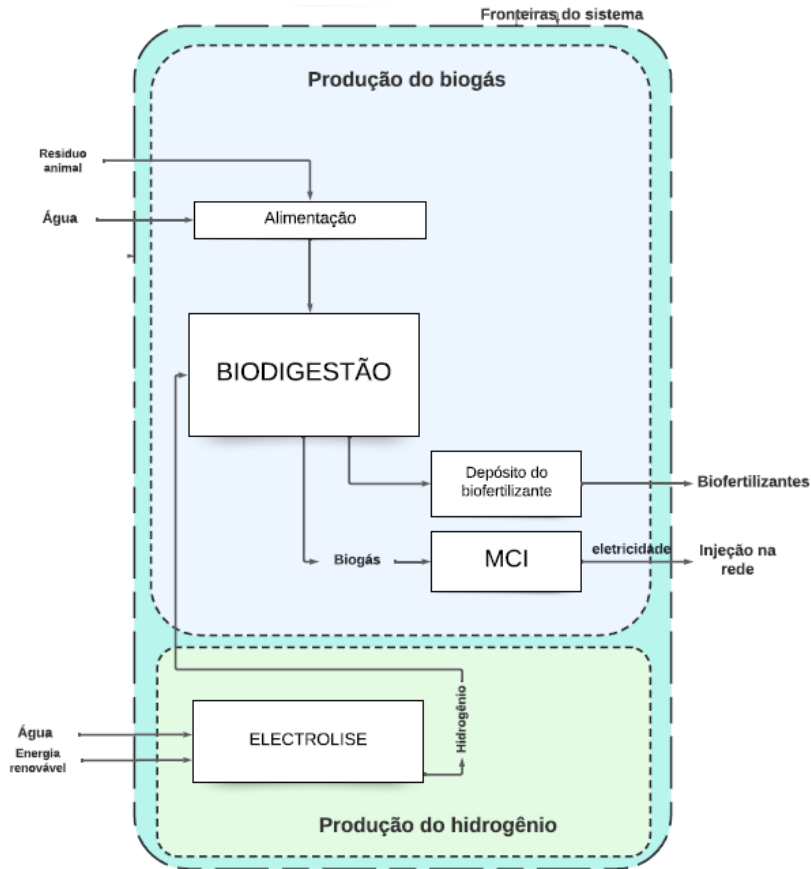 Fronteiras do sistema
Produção do biogás
Residuo
animal
Água
Alimentação
BIODIGESTÃO
Depósito do
biofertilizante
Biofertilizantes
Biogás
MCI
eletricidade
Injeção na
rede
Hidrogênio
Água
Energia
renovável
ELECTROLISE
Produção do hidrogênio